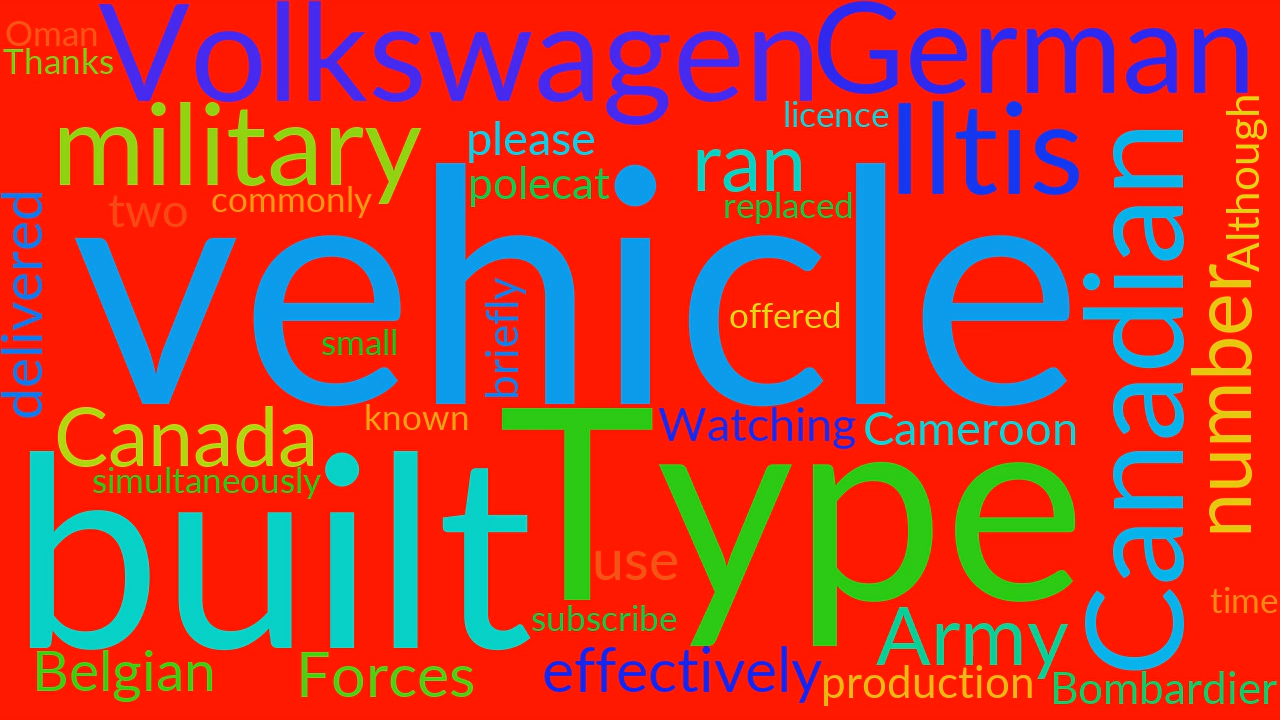 Oman
Thanks
Volkswagen
German
military
please
licence
ran
Iltis
polecat
two
commonly
replaced
Although
delivered
vehicle
Canadian
number
small
briefly
offered
Canada
known
Watching
Cameroon
simultaneously
built
Type
use
subscribe
time
Army
Belgian
Forces
effectively
production
Bombardier